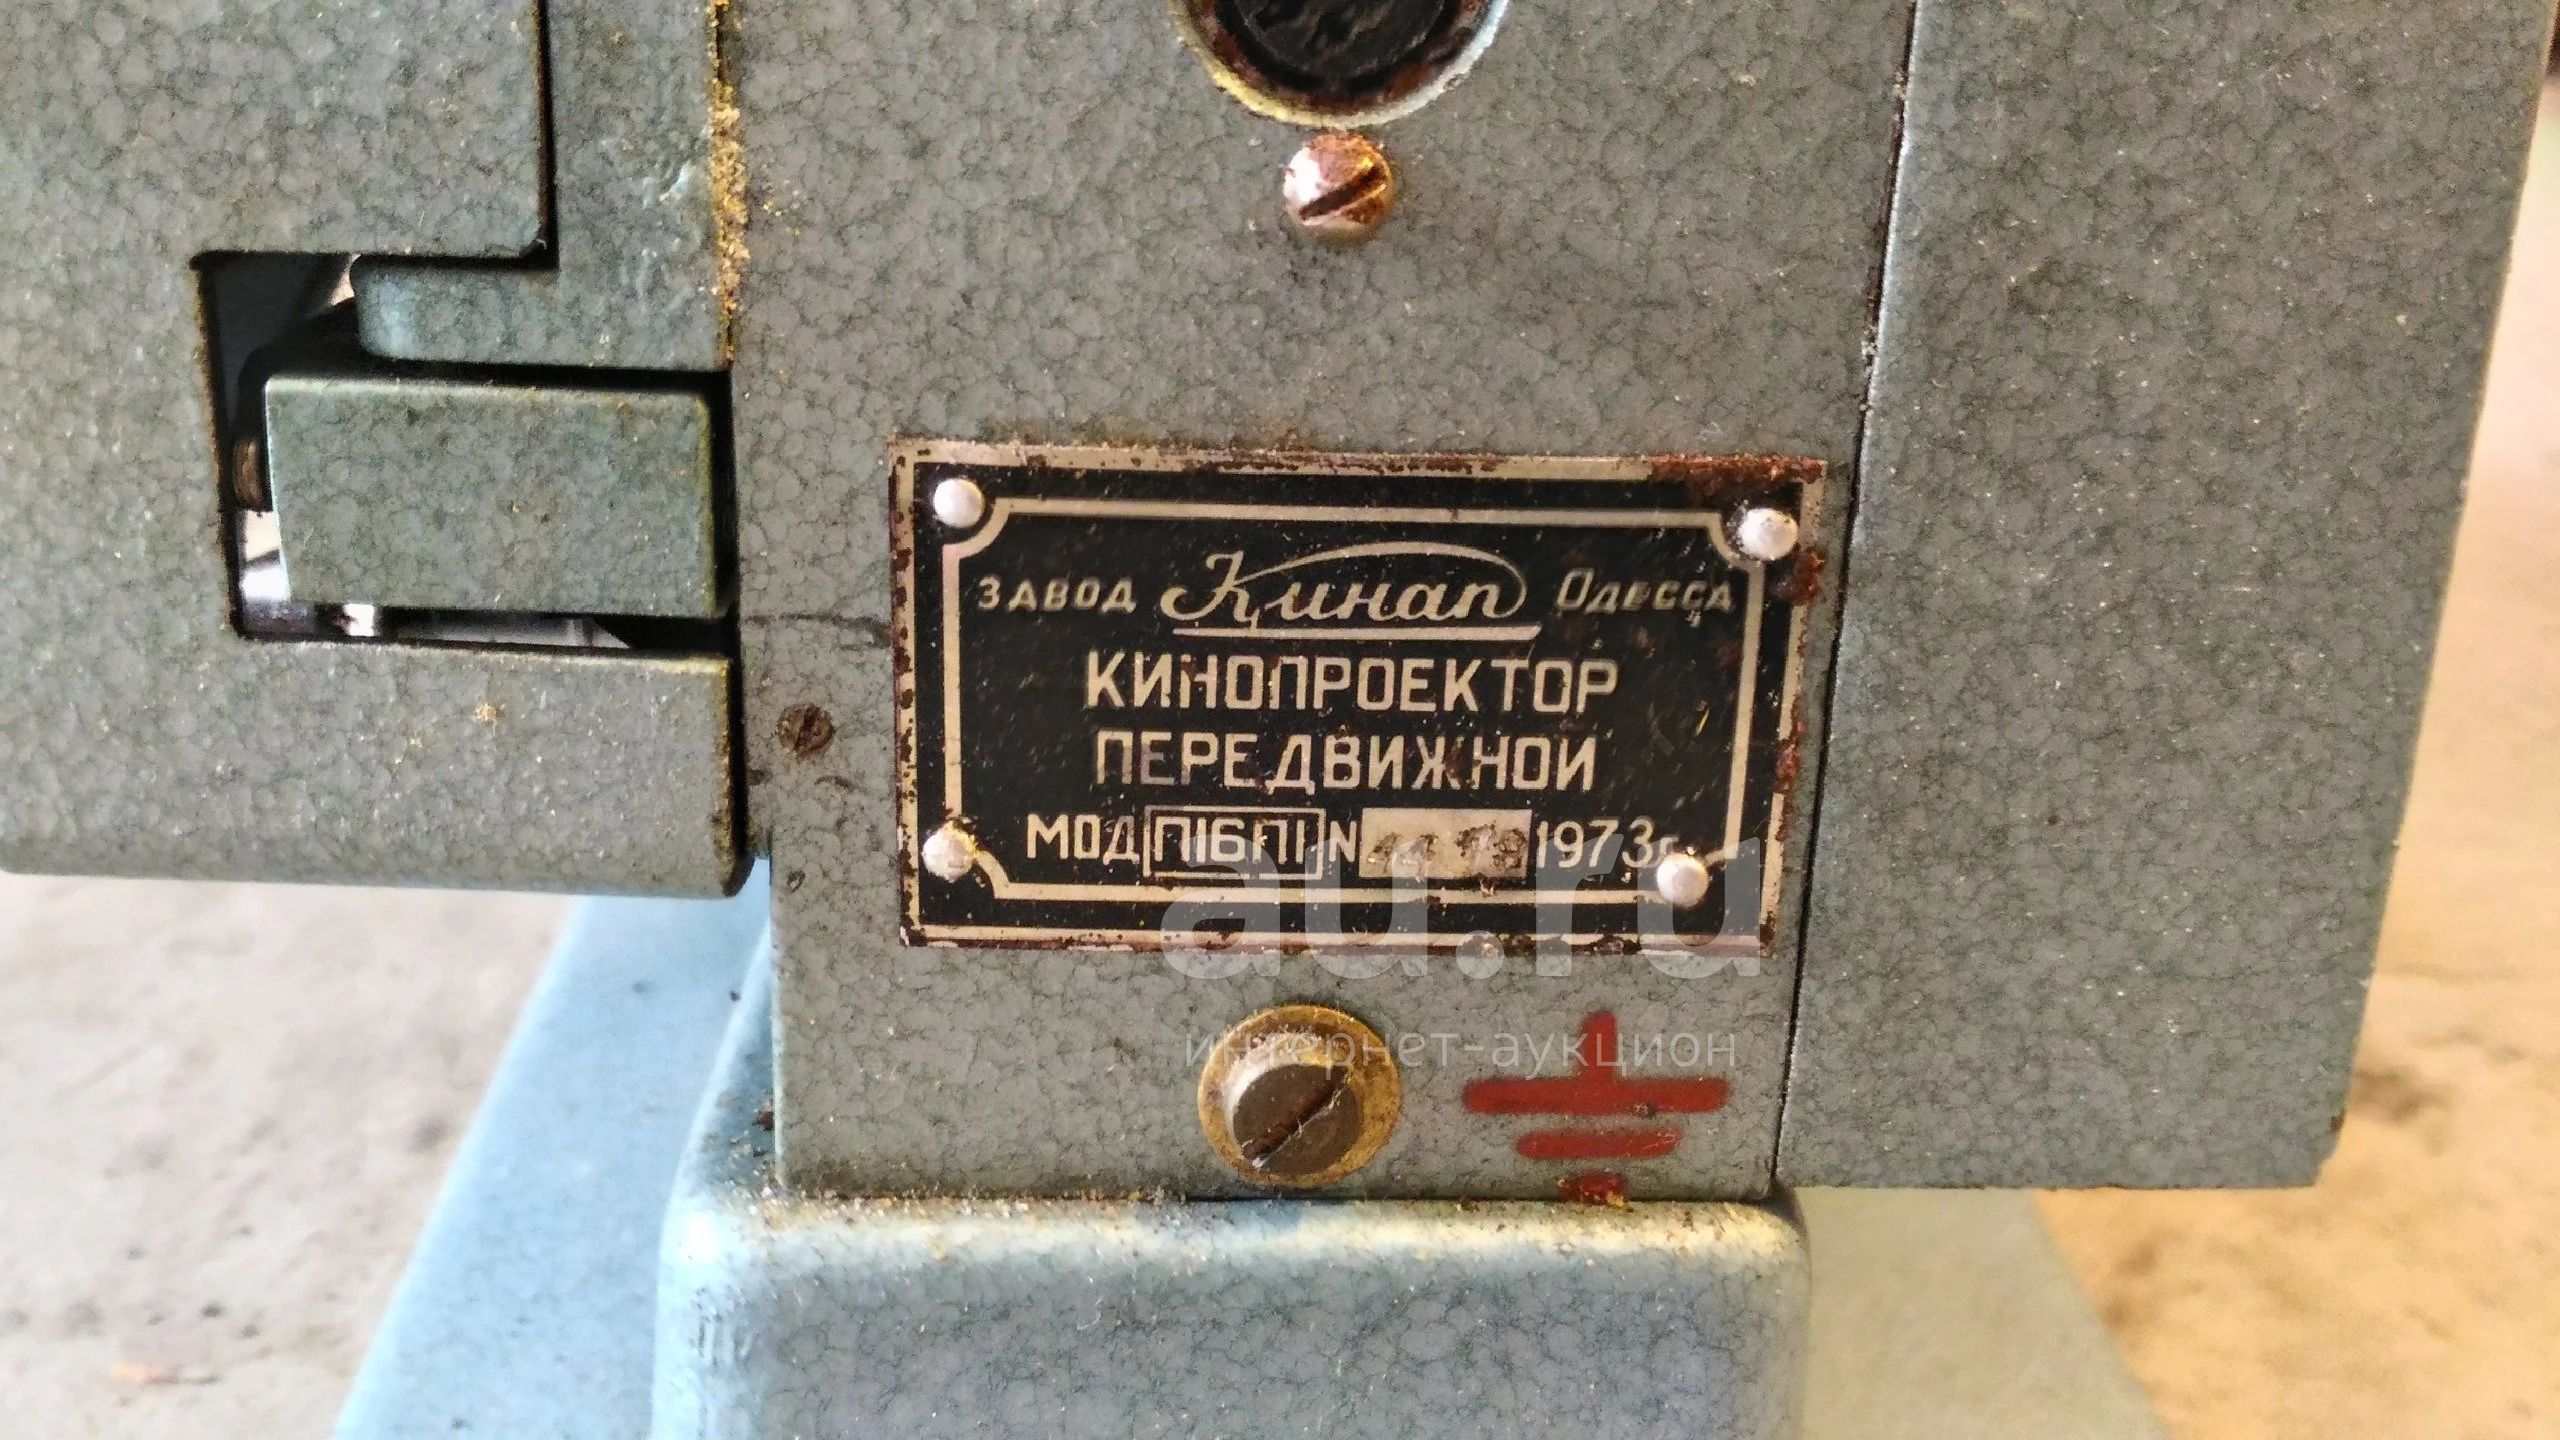 ЗАВОД Кинап Одесса
КИНОПРОЕКТОР
ПЕРЕДВИЖНОЙ
МОД П16П1 N 1973г.
au.ru
интернет-аукцион